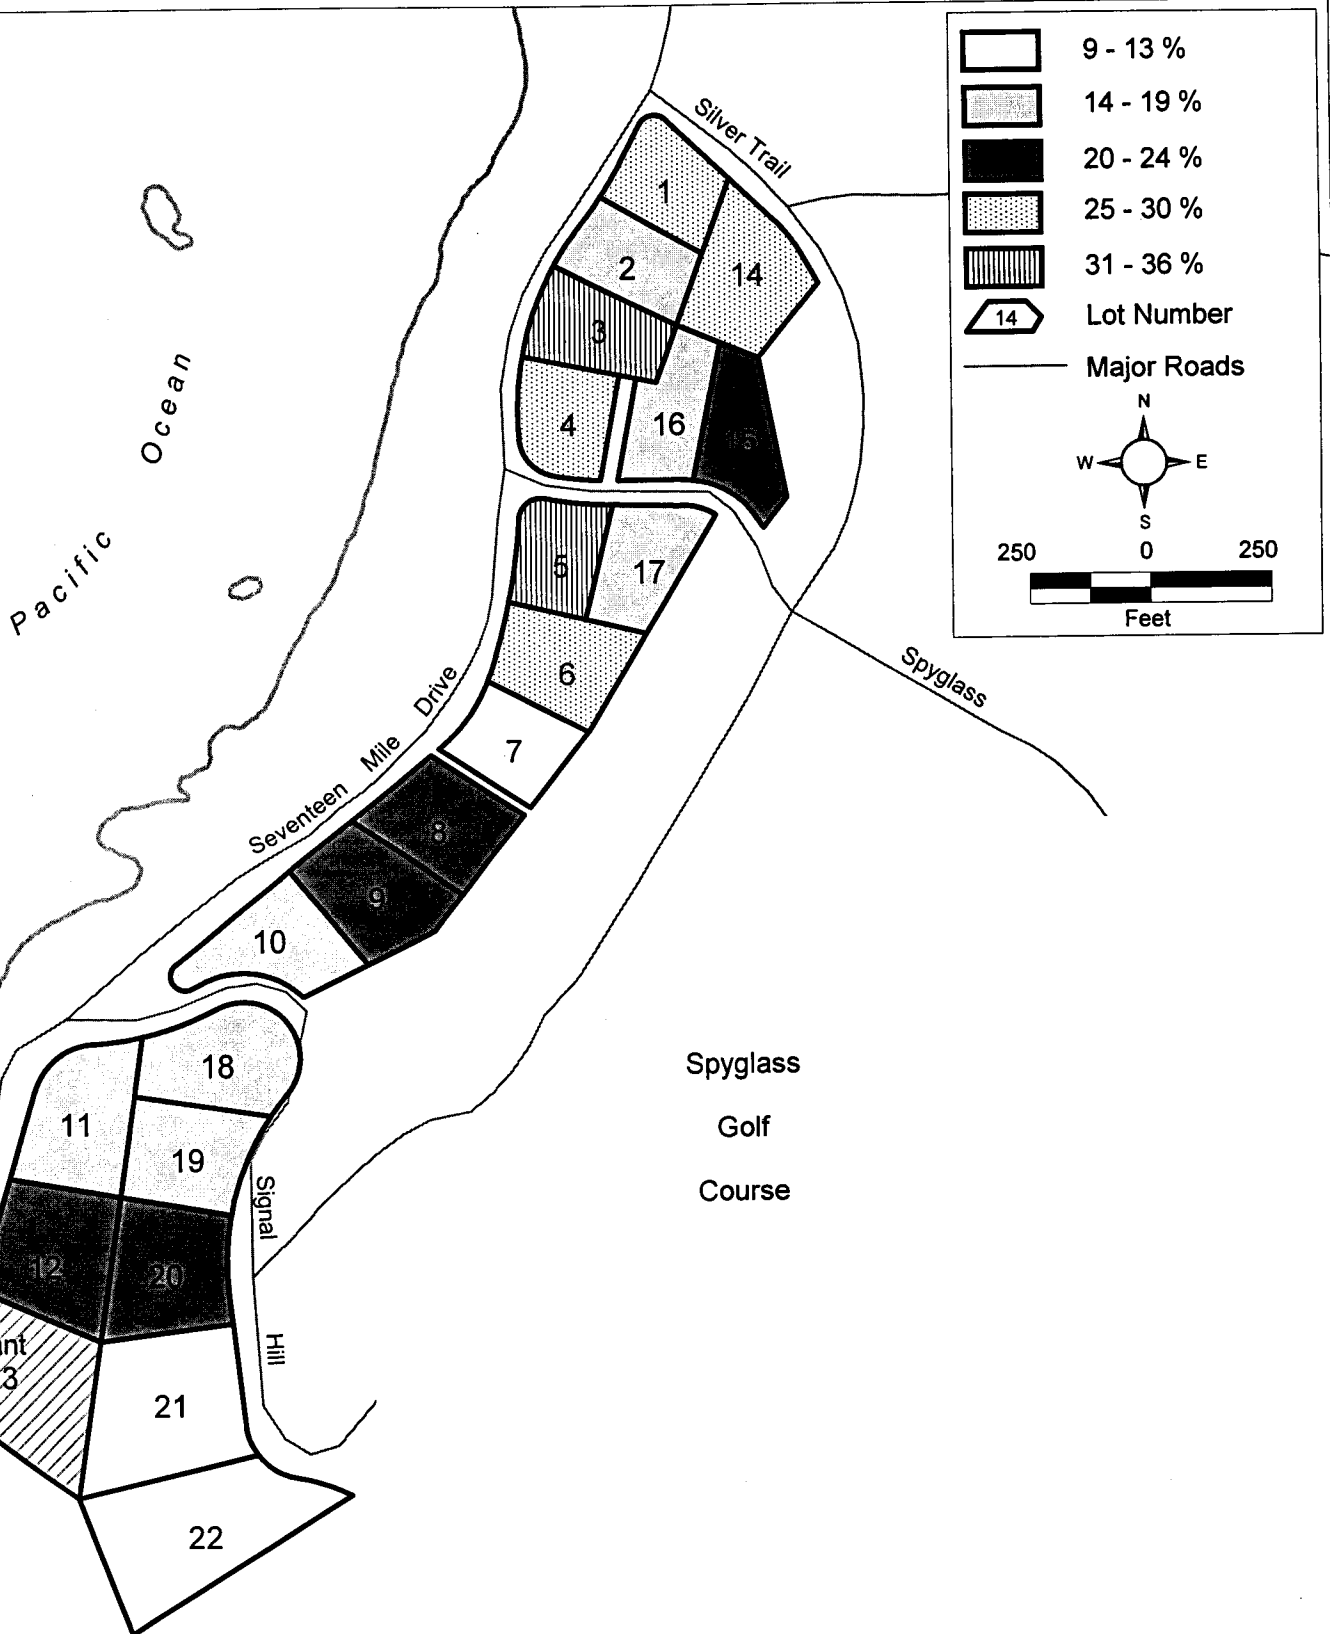 9 - 13 %
14 - 19 %
20 - 24 %
25 - 30 %
31 - 36 %
14
Lot Number
Major Roads
N
W
E
S
250
0
250
Feet
Silver Trail
1
2
14
3
4
16
15
5
17
6
7
8
9
10
18
11
19
12
20
ant
3
21
22
Pacific
Ocean
Seventeen
Mile
Drive
Spyglass
Signal
Hill
Spyglass
Golf
Course